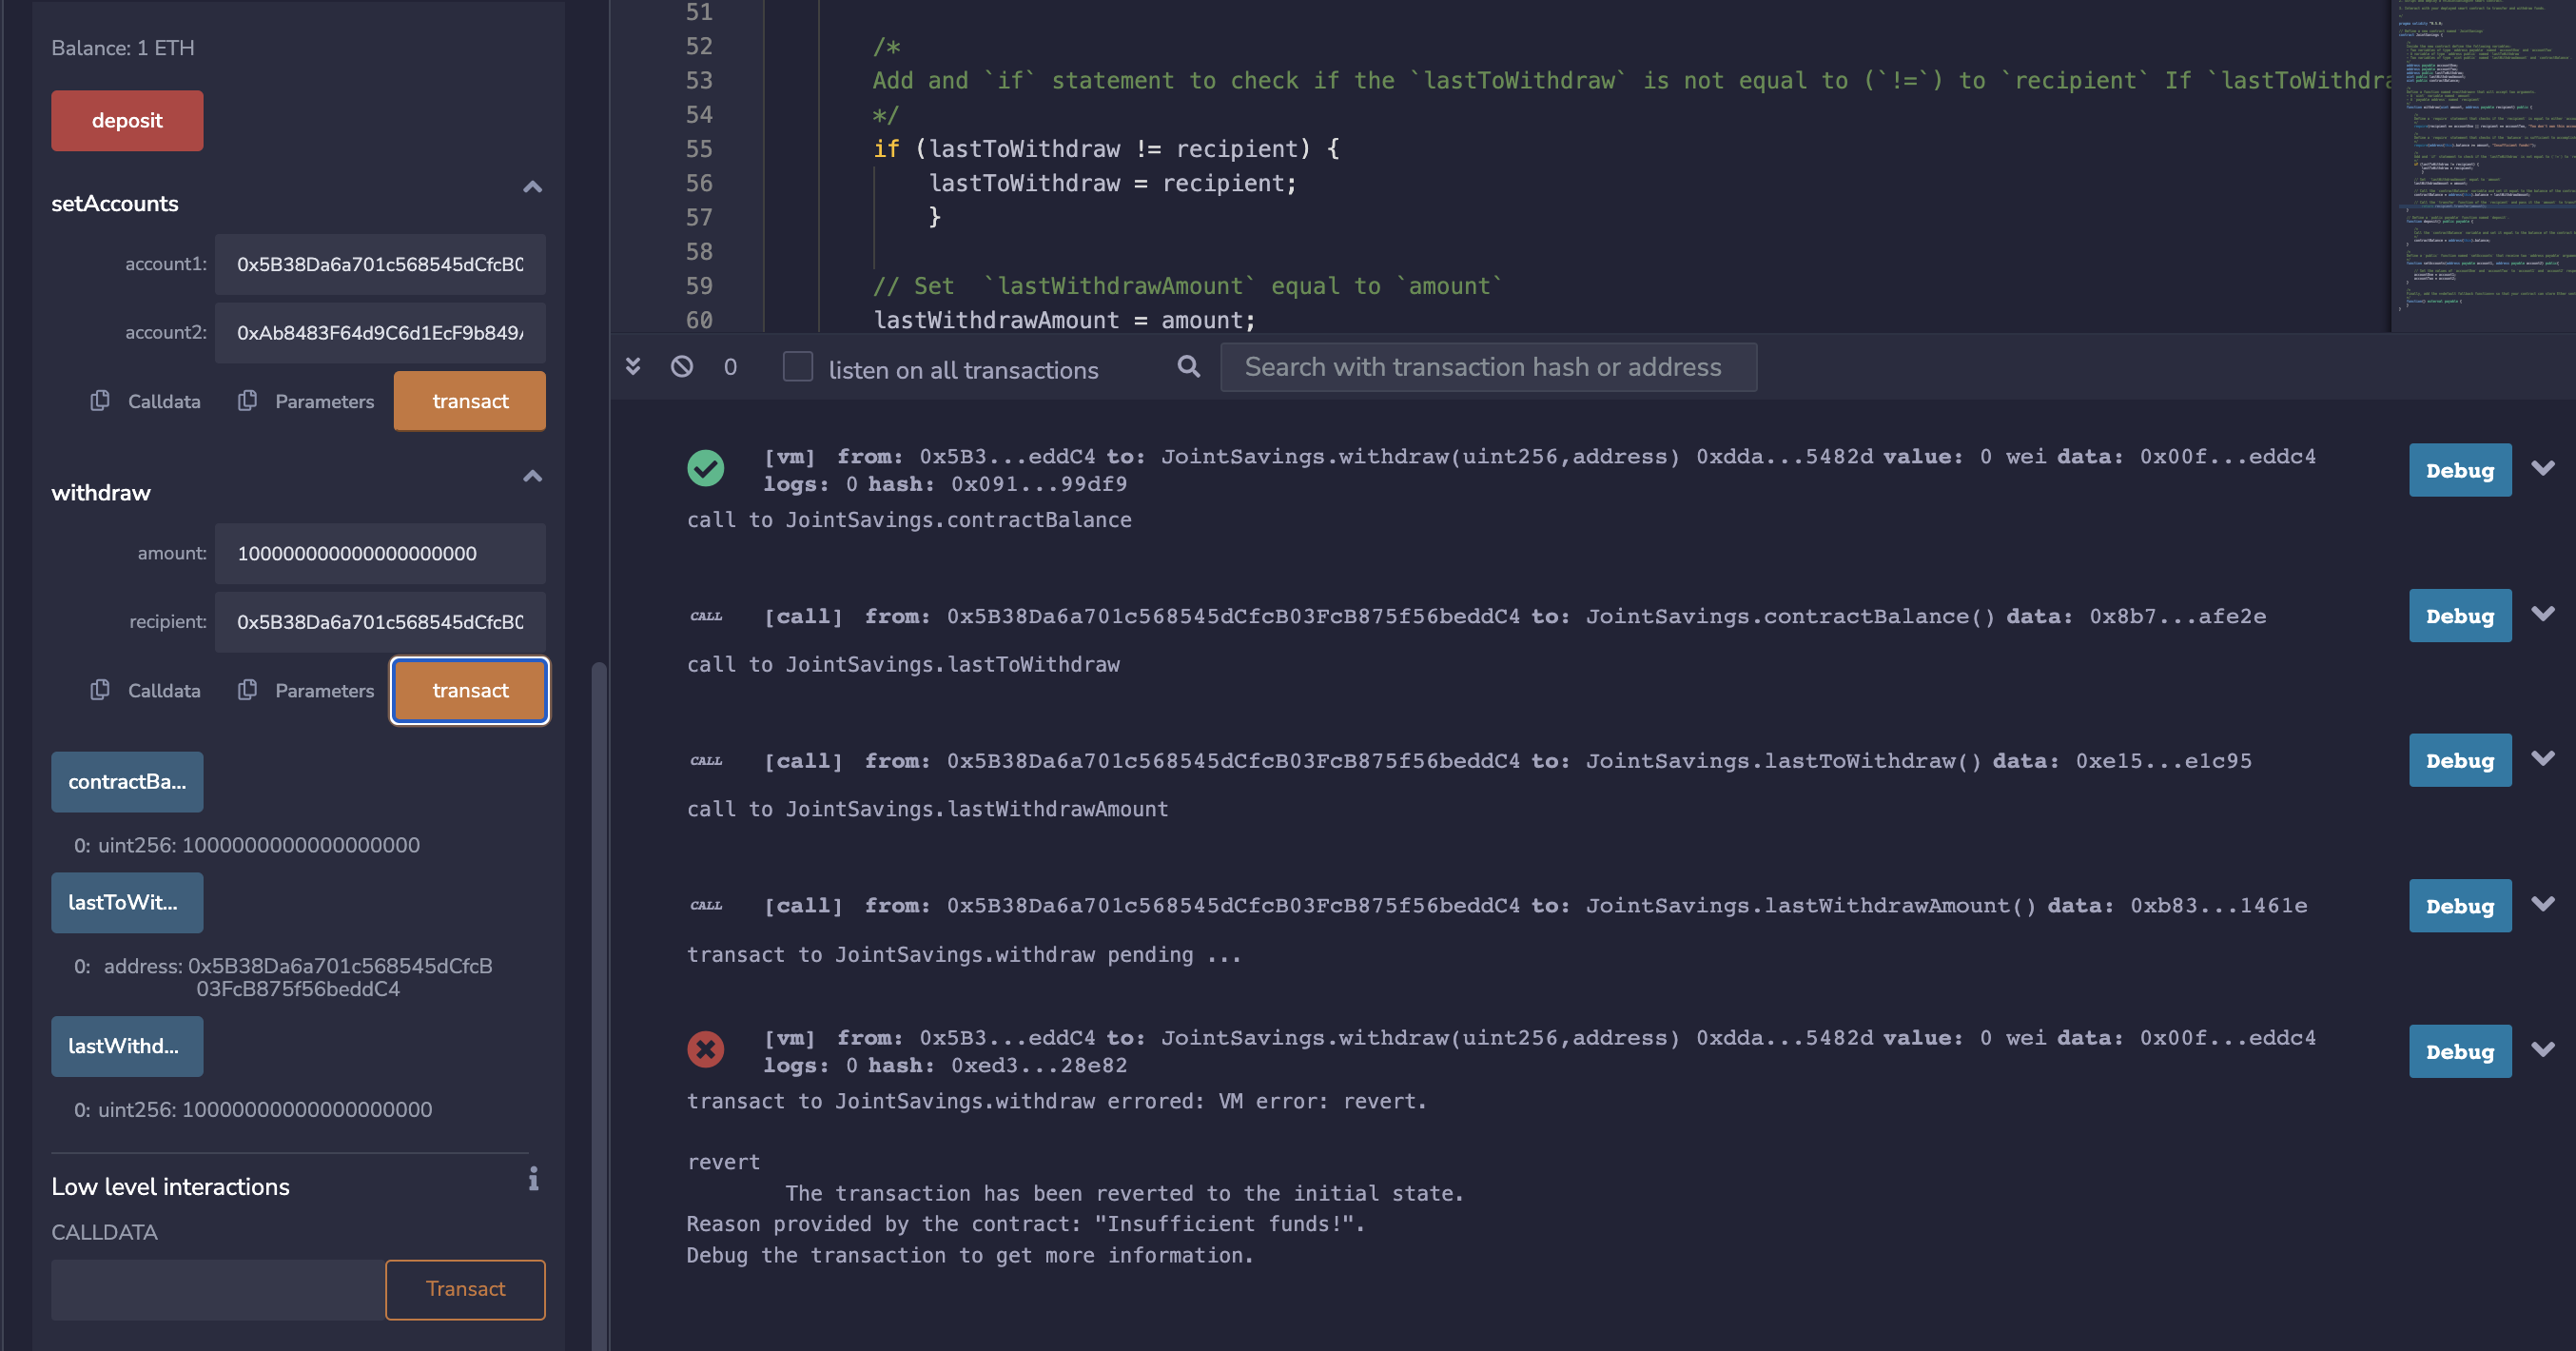 Balance: 1 ETH
deposit
setAccounts
account1: 0x5B38Da6a701c568545dCfcB0
account2: 0xAb8483F64d9C6d1EcF9b849
Calldata Parameters transact
withdraw
amount: 100000000000000000000
recipient: 0x5B38Da6a701c568545dCfcB0
Calldata Parameters transact
contractBa...
0: uint256: 1000000000000000000
lastToWit...
0: address: 0x5B38Da6a701c568545dCfcB
03FcB875f56beddC4
lastWithd...
0: uint256: 10000000000000000000
Low level interactions
CALLDATA
Transact
51
52 /*
53 Add and `if` statement to check if the `lastToWithdraw` is not equal to (`!=`) to `recipient` If `lastToWithdra
54 */
55 if (lastToWithdraw != recipient) {
56 lastToWithdraw = recipient;
57 }
58
59 // Set  `lastWithdrawAmount` equal to `amount`
60 lastWithdrawAmount = amount;
0 listen on all transactions Search with transaction hash or address
[vm] from: 0x5B3...eddC4 to: JointSavings.withdraw(uint256,address) 0xdda...5482d value: 0 wei data: 0x00f...eddc4 Debug
logs: 0 hash: 0x091...99df9
call to JointSavings.contractBalance
CALL [call] from: 0x5B38Da6a701c568545dCfcB03FcB875f56beddC4 to: JointSavings.contractBalance() data: 0x8b7...afe2e Debug
call to JointSavings.lastToWithdraw
CALL [call] from: 0x5B38Da6a701c568545dCfcB03FcB875f56beddC4 to: JointSavings.lastToWithdraw() data: 0xe15...e1c95 Debug
call to JointSavings.lastWithdrawAmount
CALL [call] from: 0x5B38Da6a701c568545dCfcB03FcB875f56beddC4 to: JointSavings.lastWithdrawAmount() data: 0xb83...1461e Debug
transact to JointSavings.withdraw pending ...
[vm] from: 0x5B3...eddC4 to: JointSavings.withdraw(uint256,address) 0xdda...5482d value: 0 wei data: 0x00f...eddc4 Debug
logs: 0 hash: 0xed3...28e82
transact to JointSavings.withdraw errored: VM error: revert.
revert
The transaction has been reverted to the initial state.
Reason provided by the contract: "Insufficient funds!".
Debug the transaction to get more information.